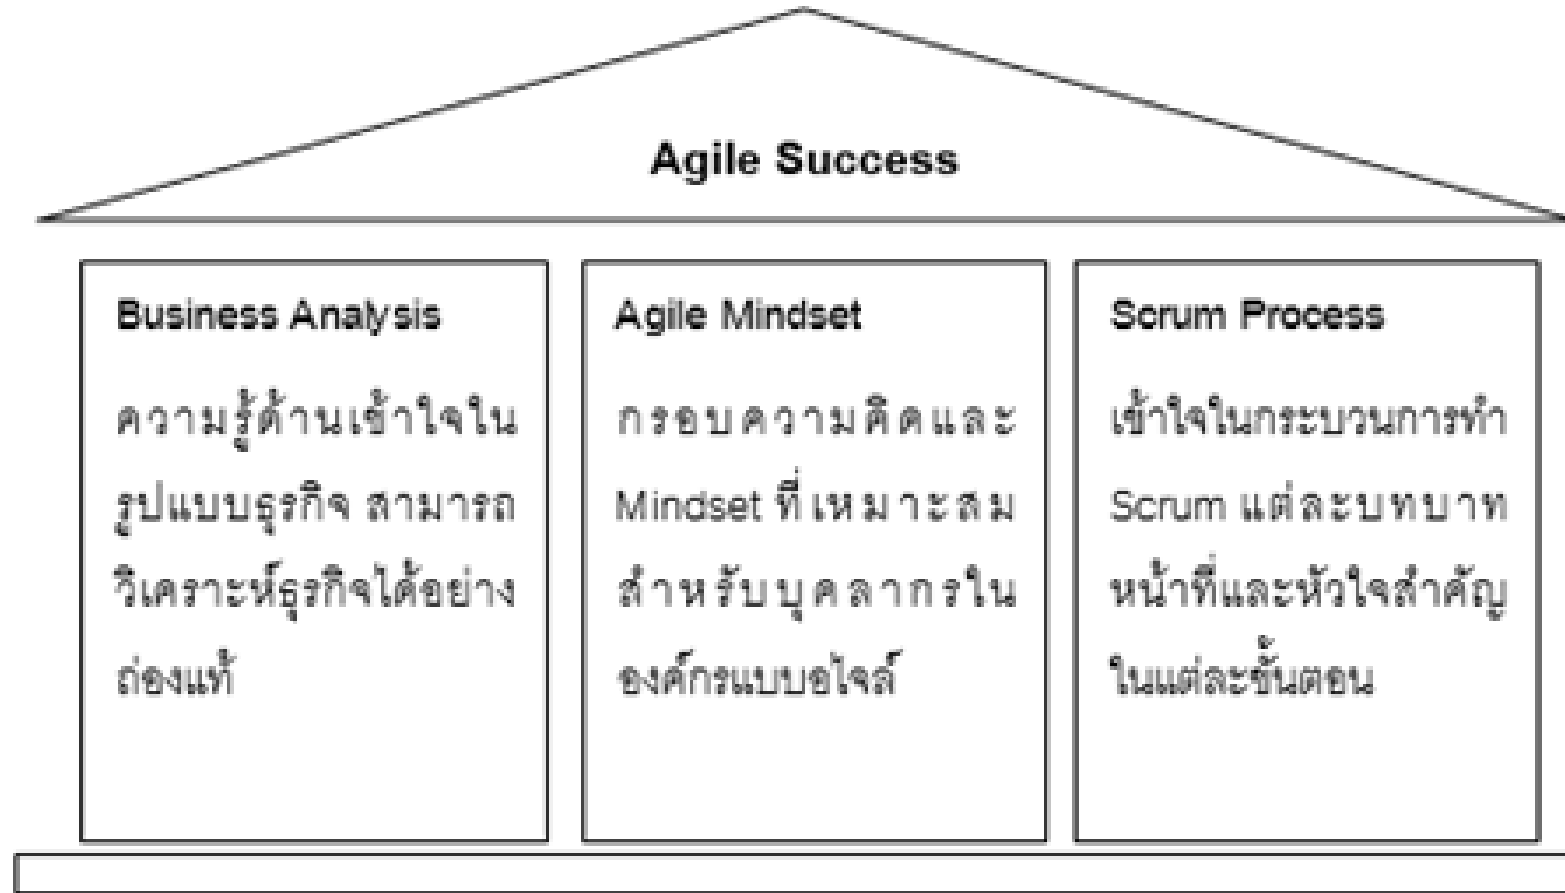 Agile Success
Business Analysis
ความรู้ด้านเข้าใจใน
รูปแบบธุรกิจ สามารถ
วิเคราะห์ธุรกิจได้อย่าง
ถ่องแท้
Agile Mindset
กรอบความคิดและ
Mindset ที่เหมาะสม
สำหรับบุคลากรใน
องค์กรแบบอไจล์
Scrum Process
เข้าใจในกระบวนการทำ
Scrum แต่ละบทบาท
หน้าที่และหัวใจสำคัญ
ในแต่ละขั้นตอน